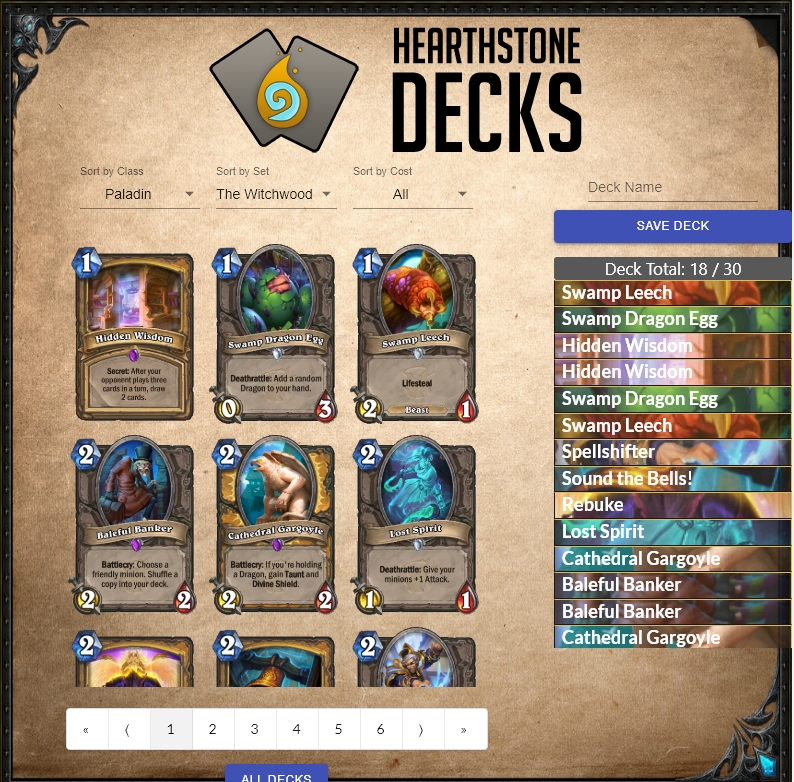 HEARTHSTONE
DECKS
Sort by Class
Sort by Set
Sort by Cost
Paladin
The Witchwood
All
Deck Name
SAVE DECK
Deck Total: 18 / 30
1
Hidden Wisdom
Secret: After your
opponent plays three
cards in a turn, draw
2 cards.
1
Swamp Dragon Egg
Deathrattle: Add a random
Dragon to your hand.
0
3
1
Swamp Leech
Lifesteal
2
Beast
1
2
Baleful Banker
Battlecry: Choose a
friendly minion. Shuffle a
copy into your deck.
2
2
2
Cathedral Gargoyle
Battlecry: If you're holding
a Dragon, gain Taunt and
Divine Shield.
2
2
2
Lost Spirit
Deathrattle: Give your
minions +1 Attack.
1
1
2
2
2
Swamp Leech
Swamp Dragon Egg
Hidden Wisdom
Hidden Wisdom
Swamp Dragon Egg
Swamp Leech
Spellshifter
Sound the Bells!
Rebuke
Lost Spirit
Cathedral Gargoyle
Baleful Banker
Baleful Banker
Cathedral Gargoyle
« ⟨ 1 2 3 4 5 6 ⟩ »
ALL DECKS